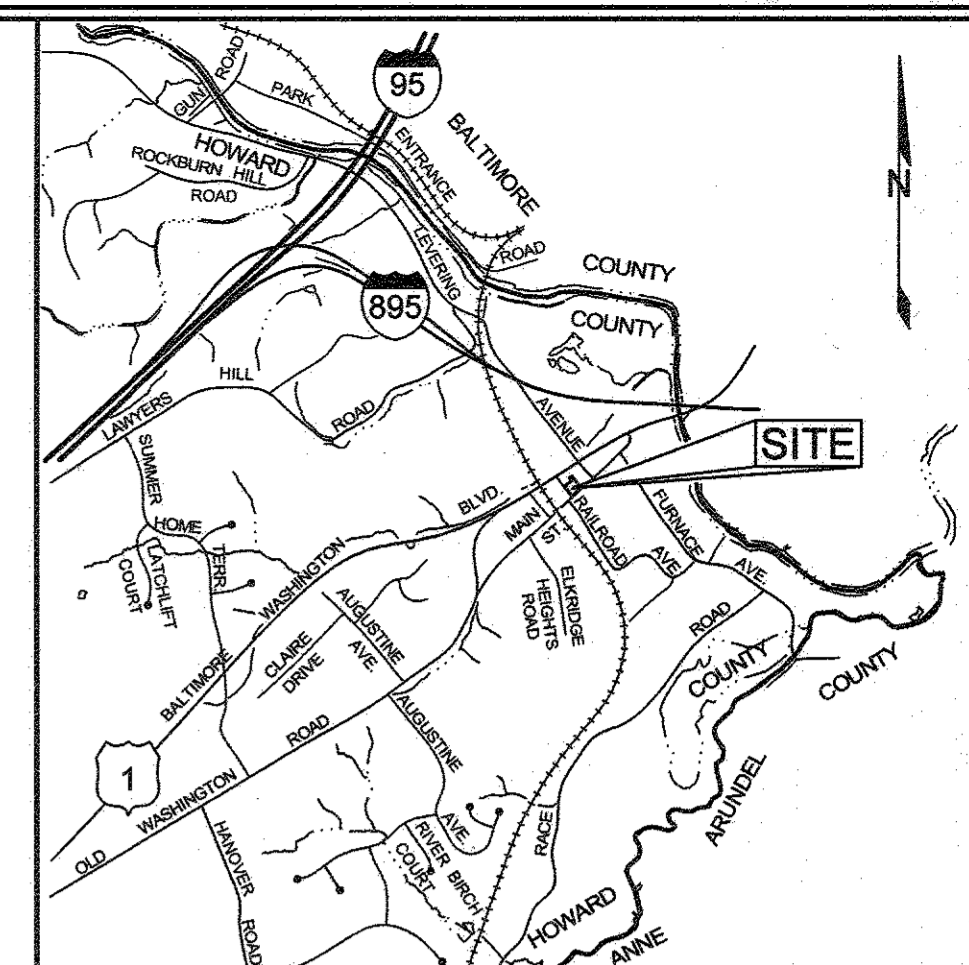 95
GUN ROAD
PARK
ENTRANCE
ROAD
BALTIMORE
COUNTY
HOWARD
COUNTY
ROCKBURN HILL
ROAD
N
LEVERING
AVENUE
895
LAWYERS
HILL
ROAD
SITE
SUMMER
HOME
TERR
LATCHLIFT
COURT
BALTIMORE
WASHINGTON
BLVD.
MAIN
ST
RAILROAD
AVE
FURNACE
AVE.
ELKRIDGE
HEIGHTS
ROAD
AUGUSTINE
AVE
CLAIRE
DRIVE
AUGUSTINE
AVE
1
OLD
WASHINGTON
ROAD
HANOVER
ROAD
RIVER BIRCH
COURT
RACE
ROAD
COUNTY
COUNTY
HOWARD
ANNE
ARUNDEL